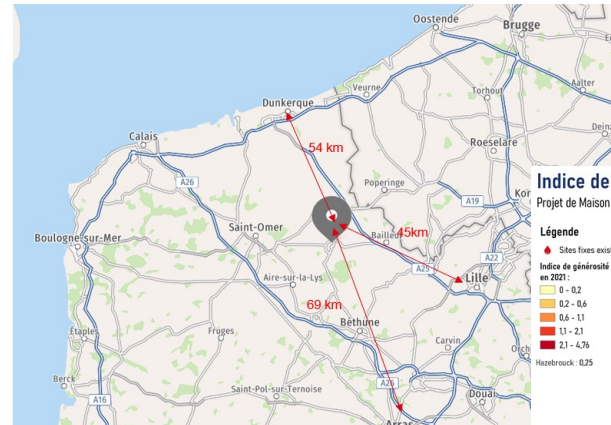 Oostende
Brugge
Dunkerque
Veurne
Torhout
Aalter
Calais
54 km
Roeselare
A26
Poperinge
A19
Saint-Omer
Bailleul
45km
Boulogne-sur-Mer
A25
A22
Lille
Aire-sur-la-Lys
69 km
Étaples
Fruges
Béthune
Carvin
Berck
A16
Saint-Pol-sur-Ternoise
A26
Douai
Arras
Indice de
Projet de Maison
Légende
Sites fixes exist
Indice de générosité
en 2021 :
0 - 0,2
0,2 - 0,6
0,6 - 1,1
1,1 - 2,1
2,1 - 4,76
Hazebrouck : 0,25